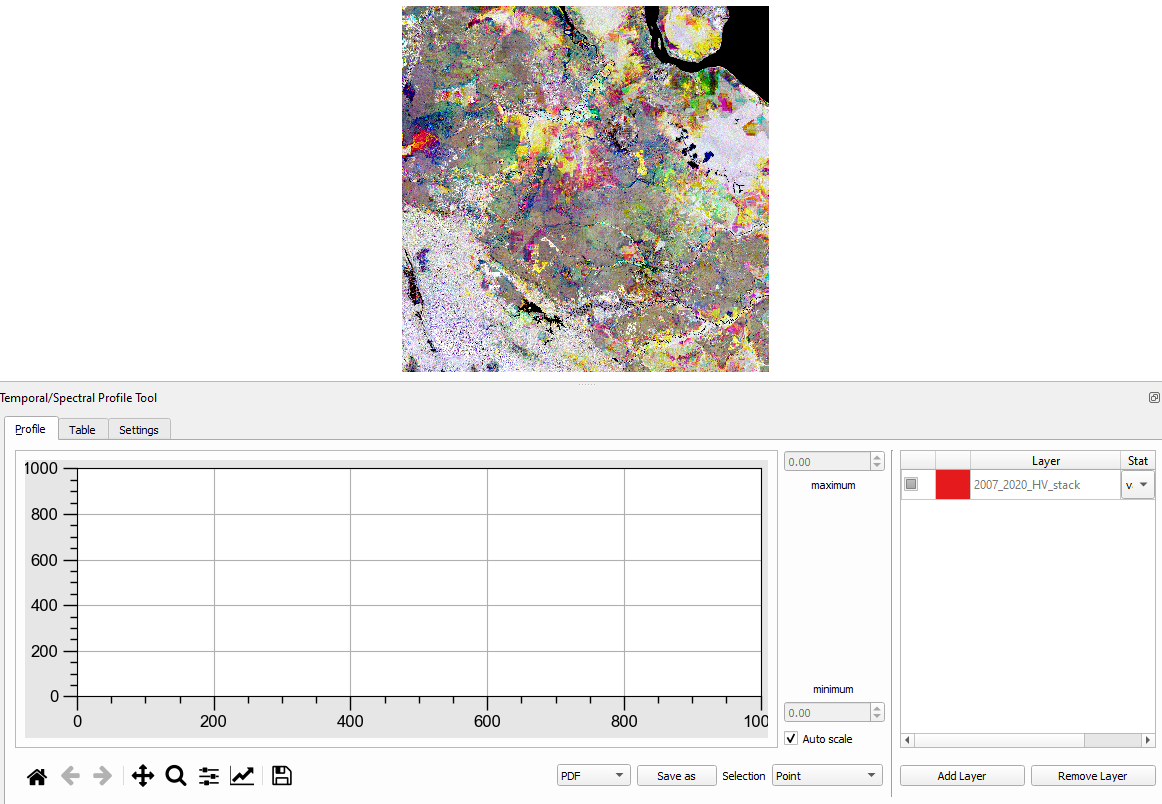 Temporal/Spectral Profile Tool
Profile Table Settings
1000
800
600
400
200
0
0 200 400 600 800 100
0.00
maximum
minimum
0.00
Auto scale
Layer Stat
2007_2020_HV_stack v
PDF Save as Selection Point Add Layer Remove Layer